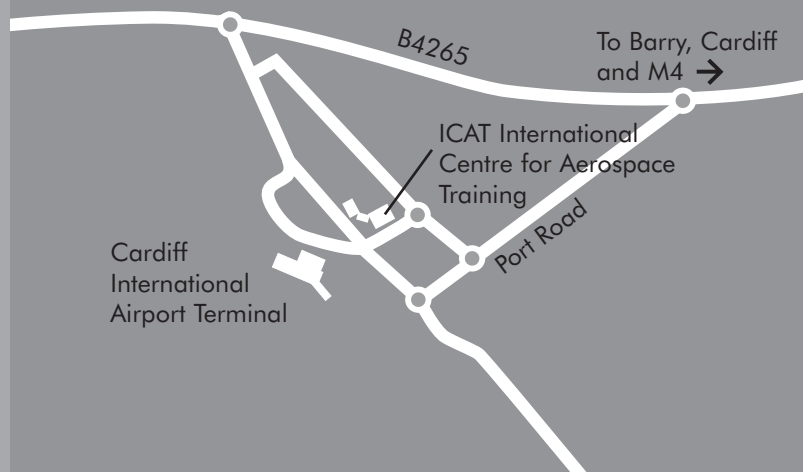 B4265
To Barry, Cardiff
and M4
ICAT International
Centre for Aerospace
Training
Port Road
Cardiff
International
Airport Terminal